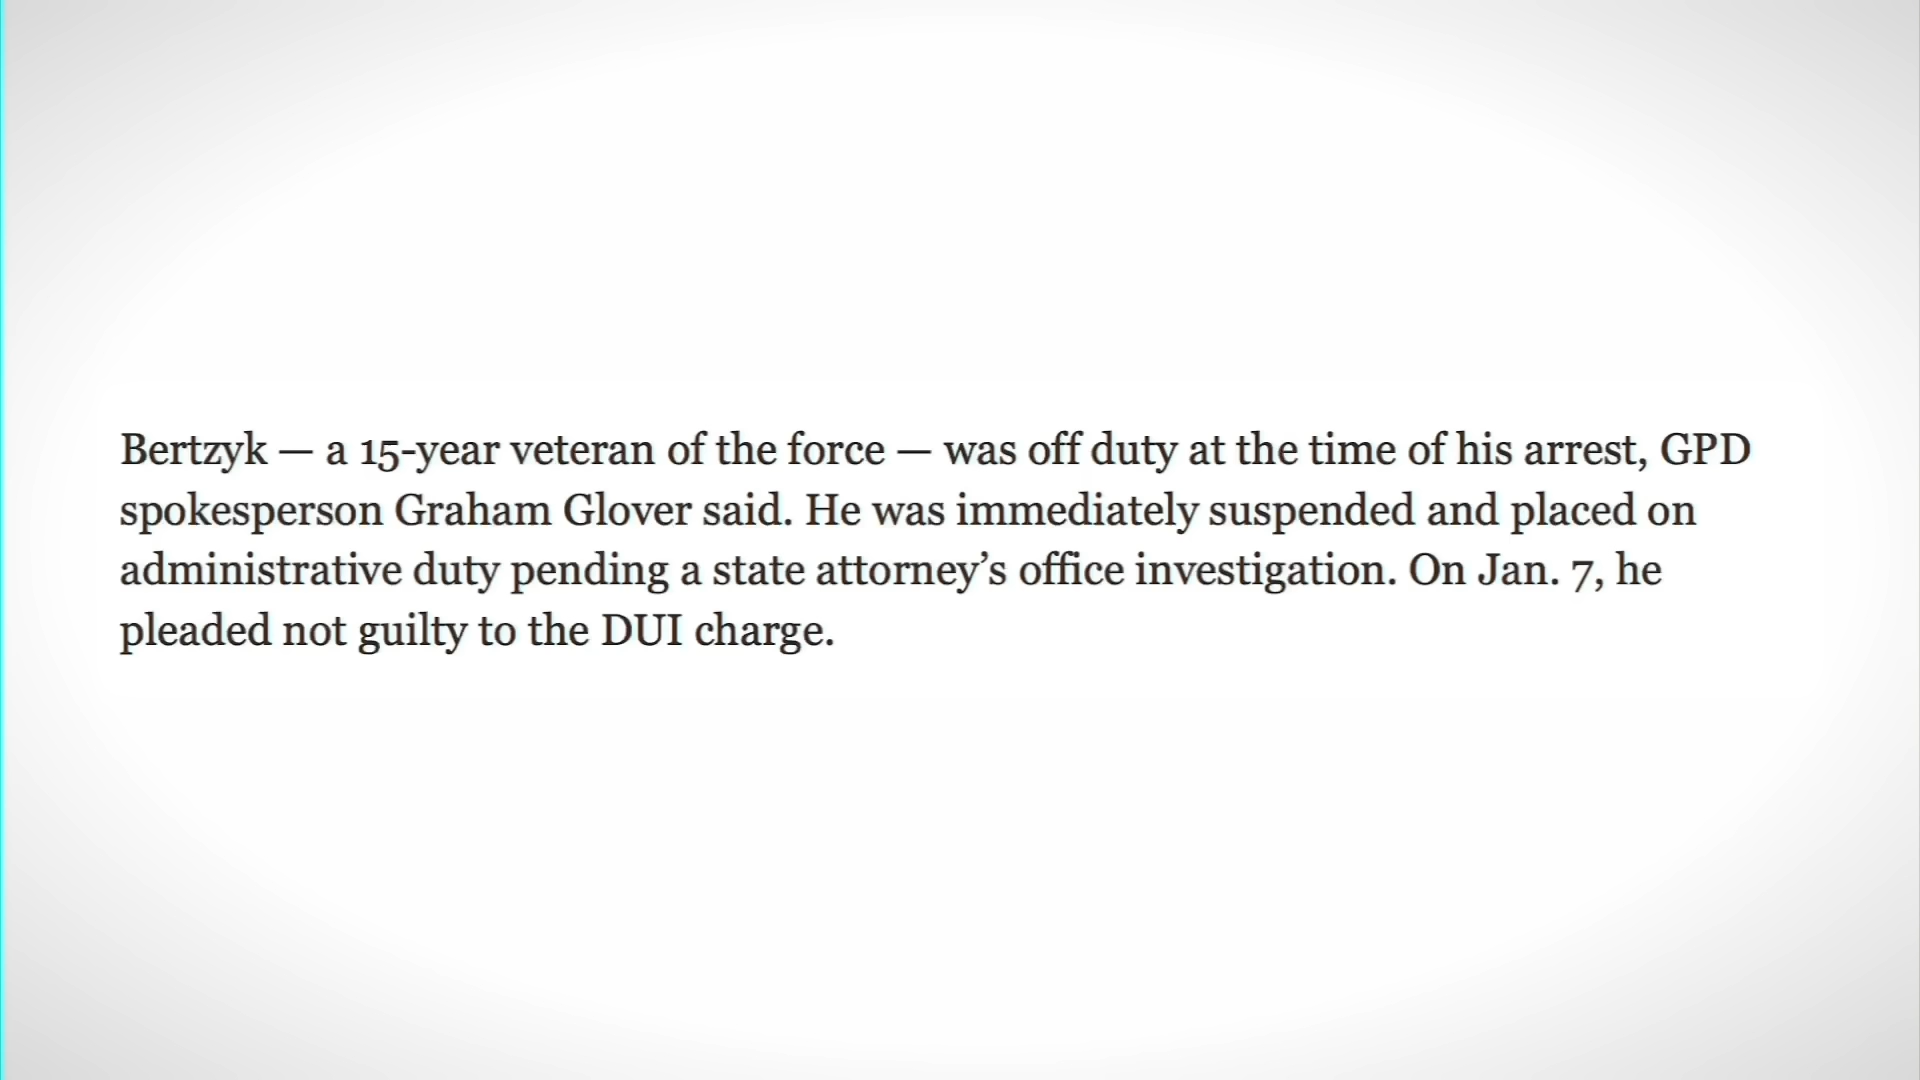 Bertzyk — a 15-year veteran of the force — was off duty at the time of his arrest, GPD
spokesperson Graham Glover said. He was immediately suspended and placed on
administrative duty pending a state attorney’s office investigation. On Jan. 7, he
pleaded not guilty to the DUI charge.